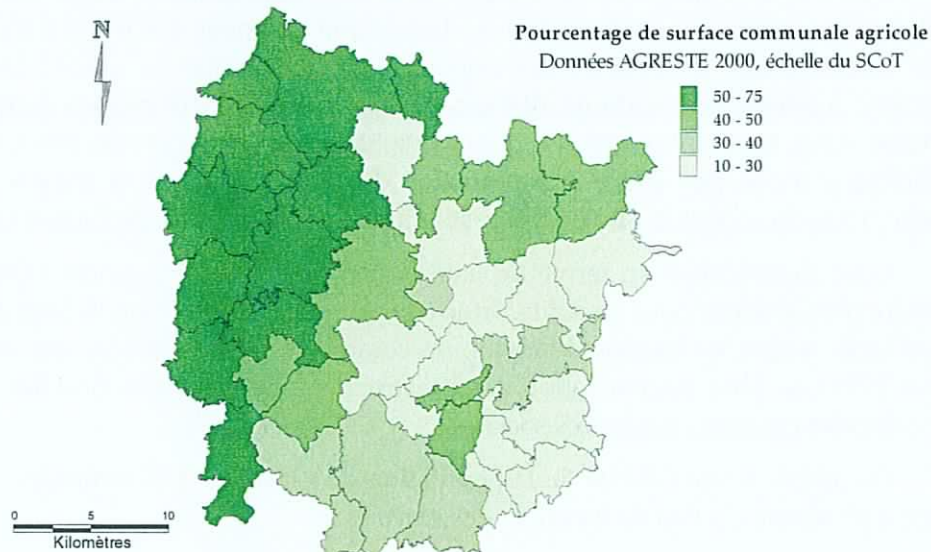 N
Pourcentage de surface communale agricole
Données AGRESTE 2000, échelle du SCoT
50 - 75
40 - 50
30 - 40
10 - 30
0 5 10
Kilomètres